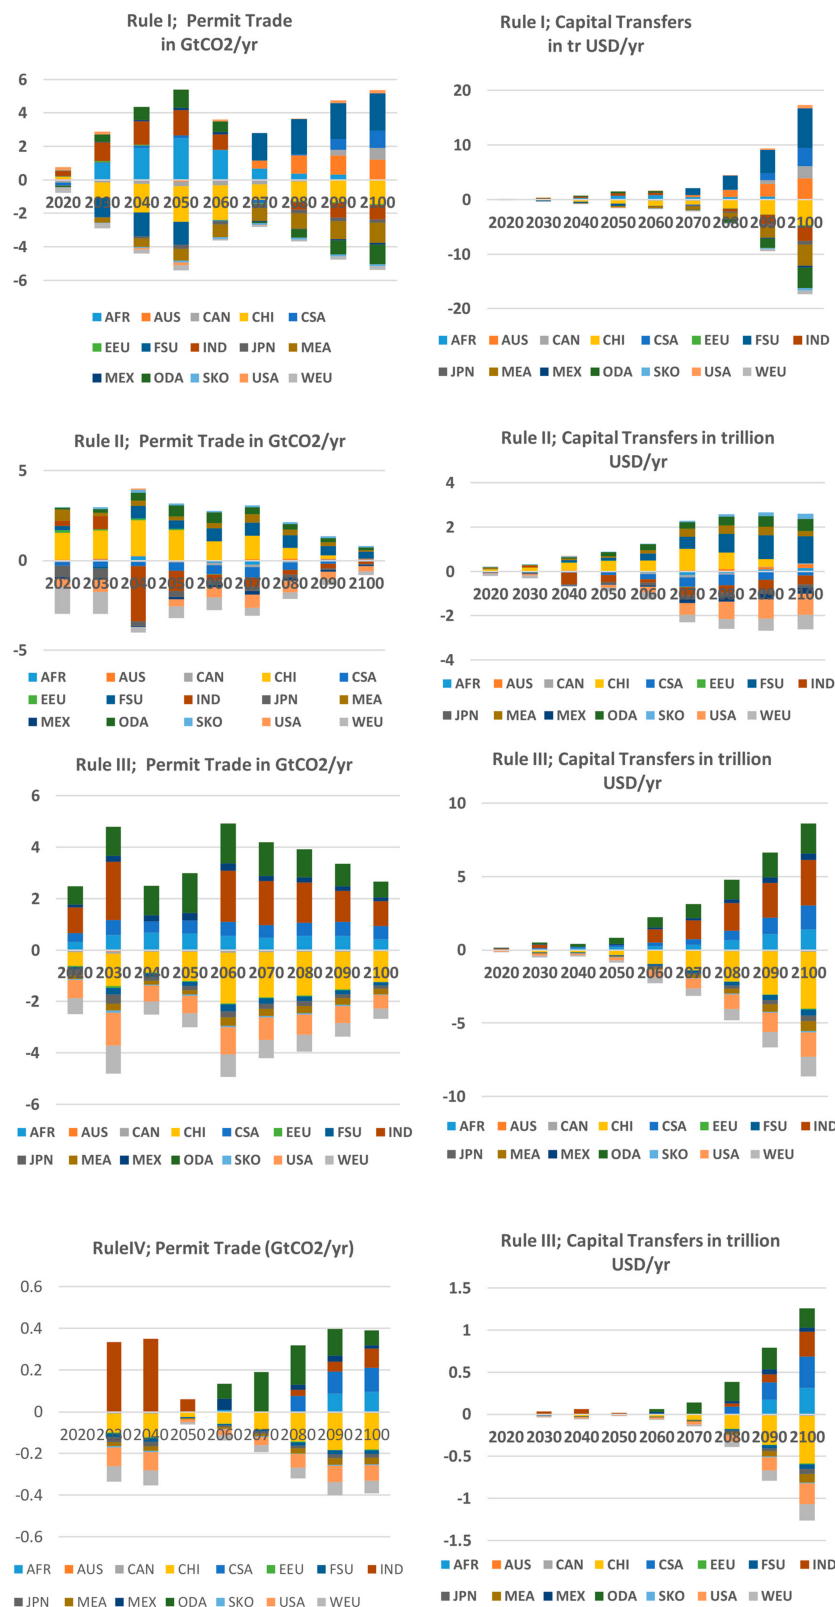 Rule I;  Permit Trade
in GtCO2/yr
6
4
2
0
-2
-4
-6
2020 2030 2040 2050 2060 2070 2080 2090 2100
AFR AUS CAN CHI CSA
EEU FSU IND JPN MEA
MEX ODA SKO USA WEU
Rule I; Capital Transfers
in tr USD/yr
20
10
0
-10
-20
2020 2030 2040 2050 2060 2070 2080 2090 2100
AFR AUS CAN CHI CSA EEU FSU IND
JPN MEA MEX ODA SKO USA WEU
Rule II;  Permit Trade in GtCO2/yr
5
0
-5
2020 2030 2040 2050 2060 2070 2080 2090 2100
AFR AUS CAN CHI CSA
EEU FSU IND JPN MEA
MEX ODA SKO USA WEU
Rule II; Capital Transfers in trillion
USD/yr
4
2
0
-2
-4
2020 2030 2040 2050 2060 2070 2080 2090 2100
AFR AUS CAN CHI CSA EEU FSU IND
JPN MEA MEX ODA SKO USA WEU
Rule III;  Permit Trade in GtCO2/yr
6
4
2
0
-2
-4
-6
2020 2030 2040 2050 2060 2070 2080 2090 2100
AFR AUS CAN CHI CSA EEU FSU IND
JPN MEA MEX ODA SKO USA WEU
Rule III; Capital Transfers in trillion
USD/yr
10
5
0
-5
-10
2020 2030 2040 2050 2060 2070 2080 2090 2100
AFR AUS CAN CHI CSA EEU FSU IND
JPN MEA MEX ODA SKO USA WEU
RuleIV; Permit Trade (GtCO2/yr)
0.6
0.4
0.2
0
-0.2
-0.4
-0.6
2020 2030 2040 2050 2060 2070 2080 2090 2100
AFR AUS CAN CHI CSA EEU FSU IND
JPN MEA MEX ODA SKO USA WEU
Rule III; Capital Transfers in trillion
USD/yr
1.5
1
0.5
0
-0.5
-1
-1.5
2020 2030 2040 2050 2060 2070 2080 2090 2100
AFR AUS CAN CHI CSA EEU FSU IND
JPN MEA MEX ODA SKO USA WEU